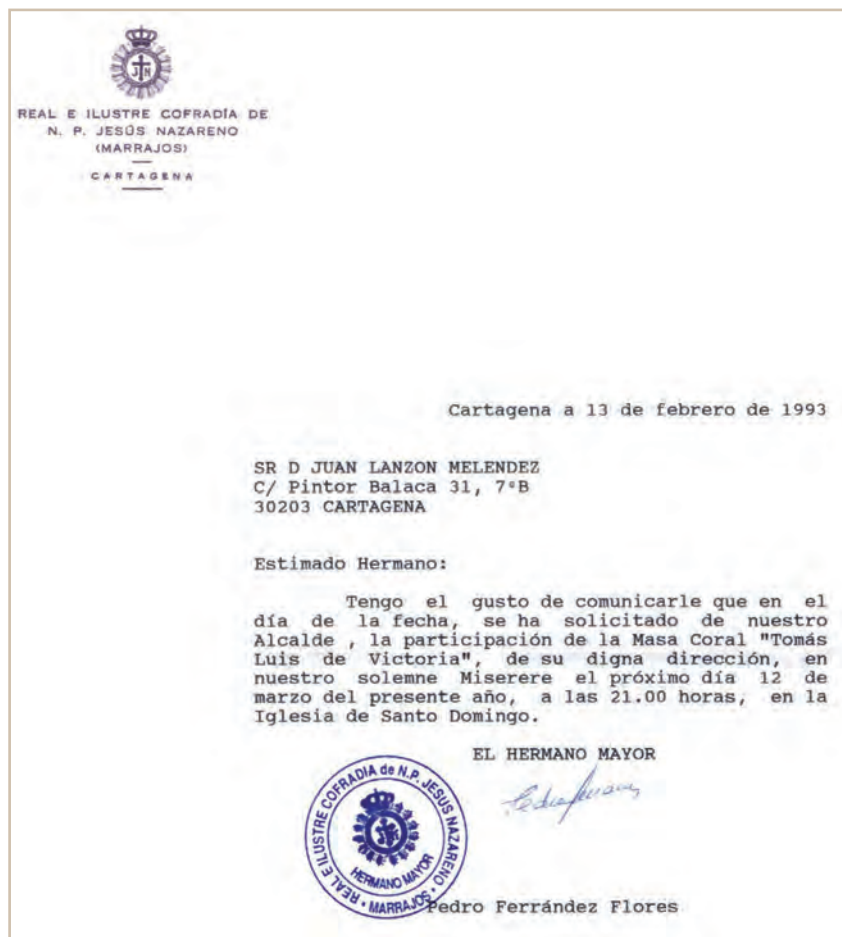 REAL E ILUSTRE COFRADÍA DE
N. P. JESÚS NAZARENO
(MARRAJOS)
CARTAGENA
Cartagena a 13 de febrero de 1993
SR D JUAN LANZON MELENDEZ
C/ Pintor Balaca 31, 7ºB
30203 CARTAGENA
Estimado Hermano:
Tengo el gusto de comunicarle que en el
día de la fecha, se ha solicitado de nuestro
Alcalde , la participación de la Masa Coral "Tomás
Luis de Victoria", de su digna dirección, en
nuestro solemne Miserere el próximo día 12 de
marzo del presente año, a las 21.00 horas, en la
Iglesia de Santo Domingo.
EL HERMANO MAYOR
REAL E ILUSTRE COFRADIA de N.P. JESUS NAZARENO
HERMANO MAYOR
• MARRAJOS •
Pedro Ferrández Flores